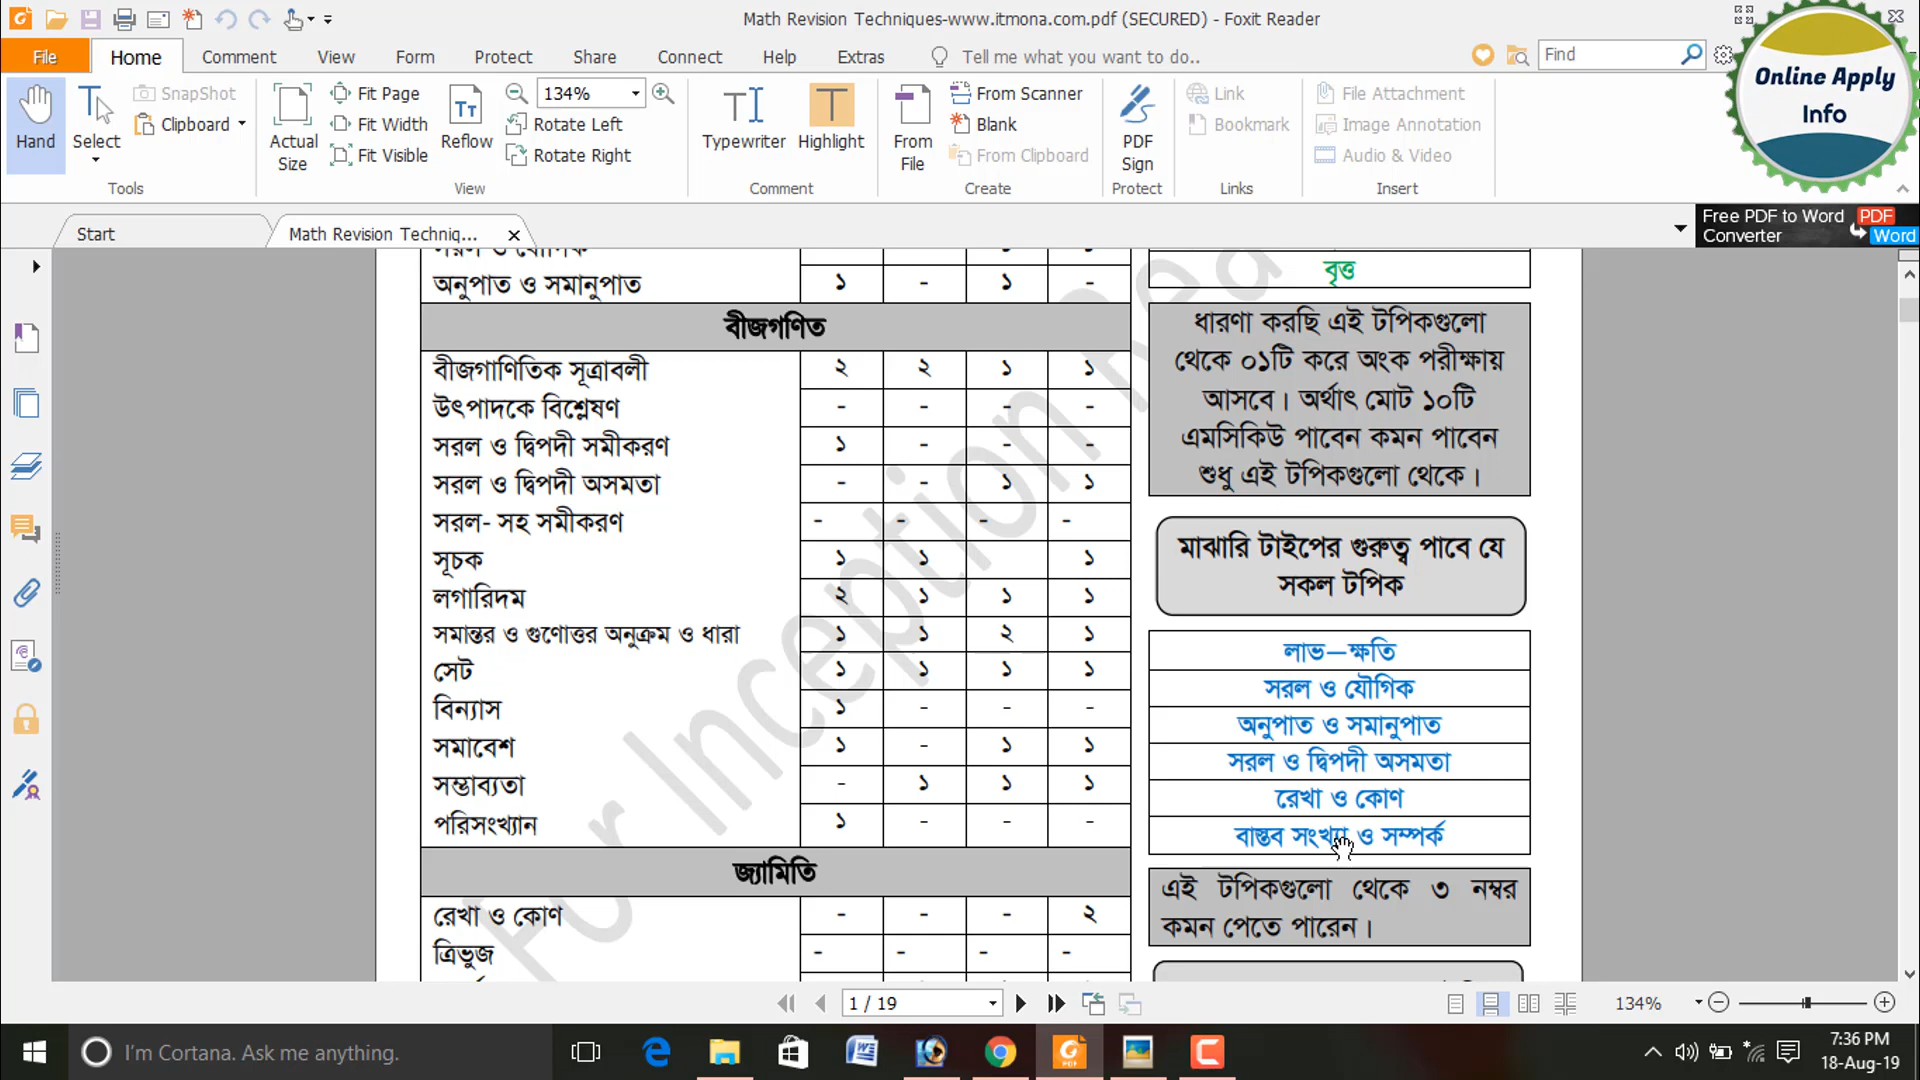 Math Revision Techniques-www.itmona.com.pdf (SECURED) - Foxit Reader
File Home Comment View Form Protect Share Connect Help Extras Tell me what you want to do.. Find
Hand
Select
SnapShot
Clipboard
Tools
Actual Size
Fit Page
Fit Width
Fit Visible
Reflow
134%
Rotate Left
Rotate Right
View
Typewriter
Highlight
Comment
From File
From Scanner
Blank
From Clipboard
Create
PDF Sign
Protect
Link
Bookmark
Links
File Attachment
Image Annotation
Audio & Video
Insert
Online Apply
Info
Start
Math Revision Techniq...
Free PDF to Word
Converter
PDF
Word
অনুপাত ও সমানুপাত ১ - ১ -
বীজগণিত
বীজগাণিতিক সূত্রাবলী ২ ২ ১ ১
উৎপাদকে বিশ্লেষণ - - - -
সরল ও দ্বিপদী সমীকরণ ১ - - -
সরল ও দ্বিপদী অসমতা - - ১ ১
সরল- সহ সমীকরণ - - - -
সূচক ১ ১ ১
লগারিদম ২ ১ ১ ১
সমান্তর ও গুণোত্তর অনুক্রম ও ধারা ১ ১ ২ ১
সেট ১ ১ ১ ১
বিন্যাস ১ - - -
সমাবেশ ১ - ১ ১
সম্ভাব্যতা - ১ ১ ১
পরিসংখ্যান ১ - - -
জ্যামিতি
রেখা ও কোণ - - - ২
ত্রিভুজ - - - -
বৃত্ত
ধারণা করছি এই টপিকগুলো
থেকে ০১টি করে অংক পরীক্ষায়
আসবে। অর্থাৎ মোট ১০টি
এমসিকিউ পাবেন কমন পাবেন
শুধু এই টপিকগুলো থেকে।
মাঝারি টাইপের গুরুত্ব পাবে যে
সকল টপিক
লাভ–ক্ষতি
সরল ও যৌগিক
অনুপাত ও সমানুপাত
সরল ও দ্বিপদী অসমতা
রেখা ও কোণ
বাস্তব সংখ্যা ও সম্পর্ক
এই টপিকগুলো থেকে ৩ নম্বর
কমন পেতে পারেন।
For Inception Rea
1 / 19
134%
I'm Cortana. Ask me anything.
7:36 PM
18-Aug-19